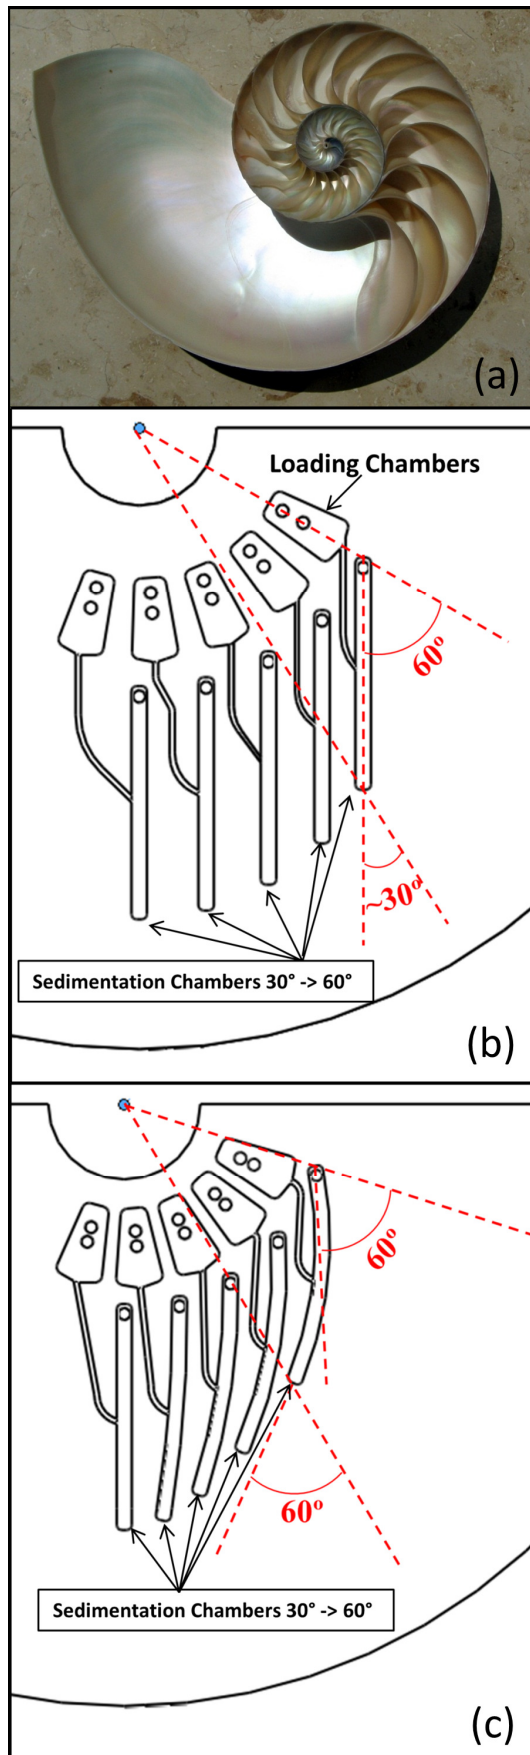 (a)
Loading Chambers
60°
~30°
Sedimentation Chambers 30° -> 60°
(b)
60°
60°
Sedimentation Chambers 30° -> 60°
(c)